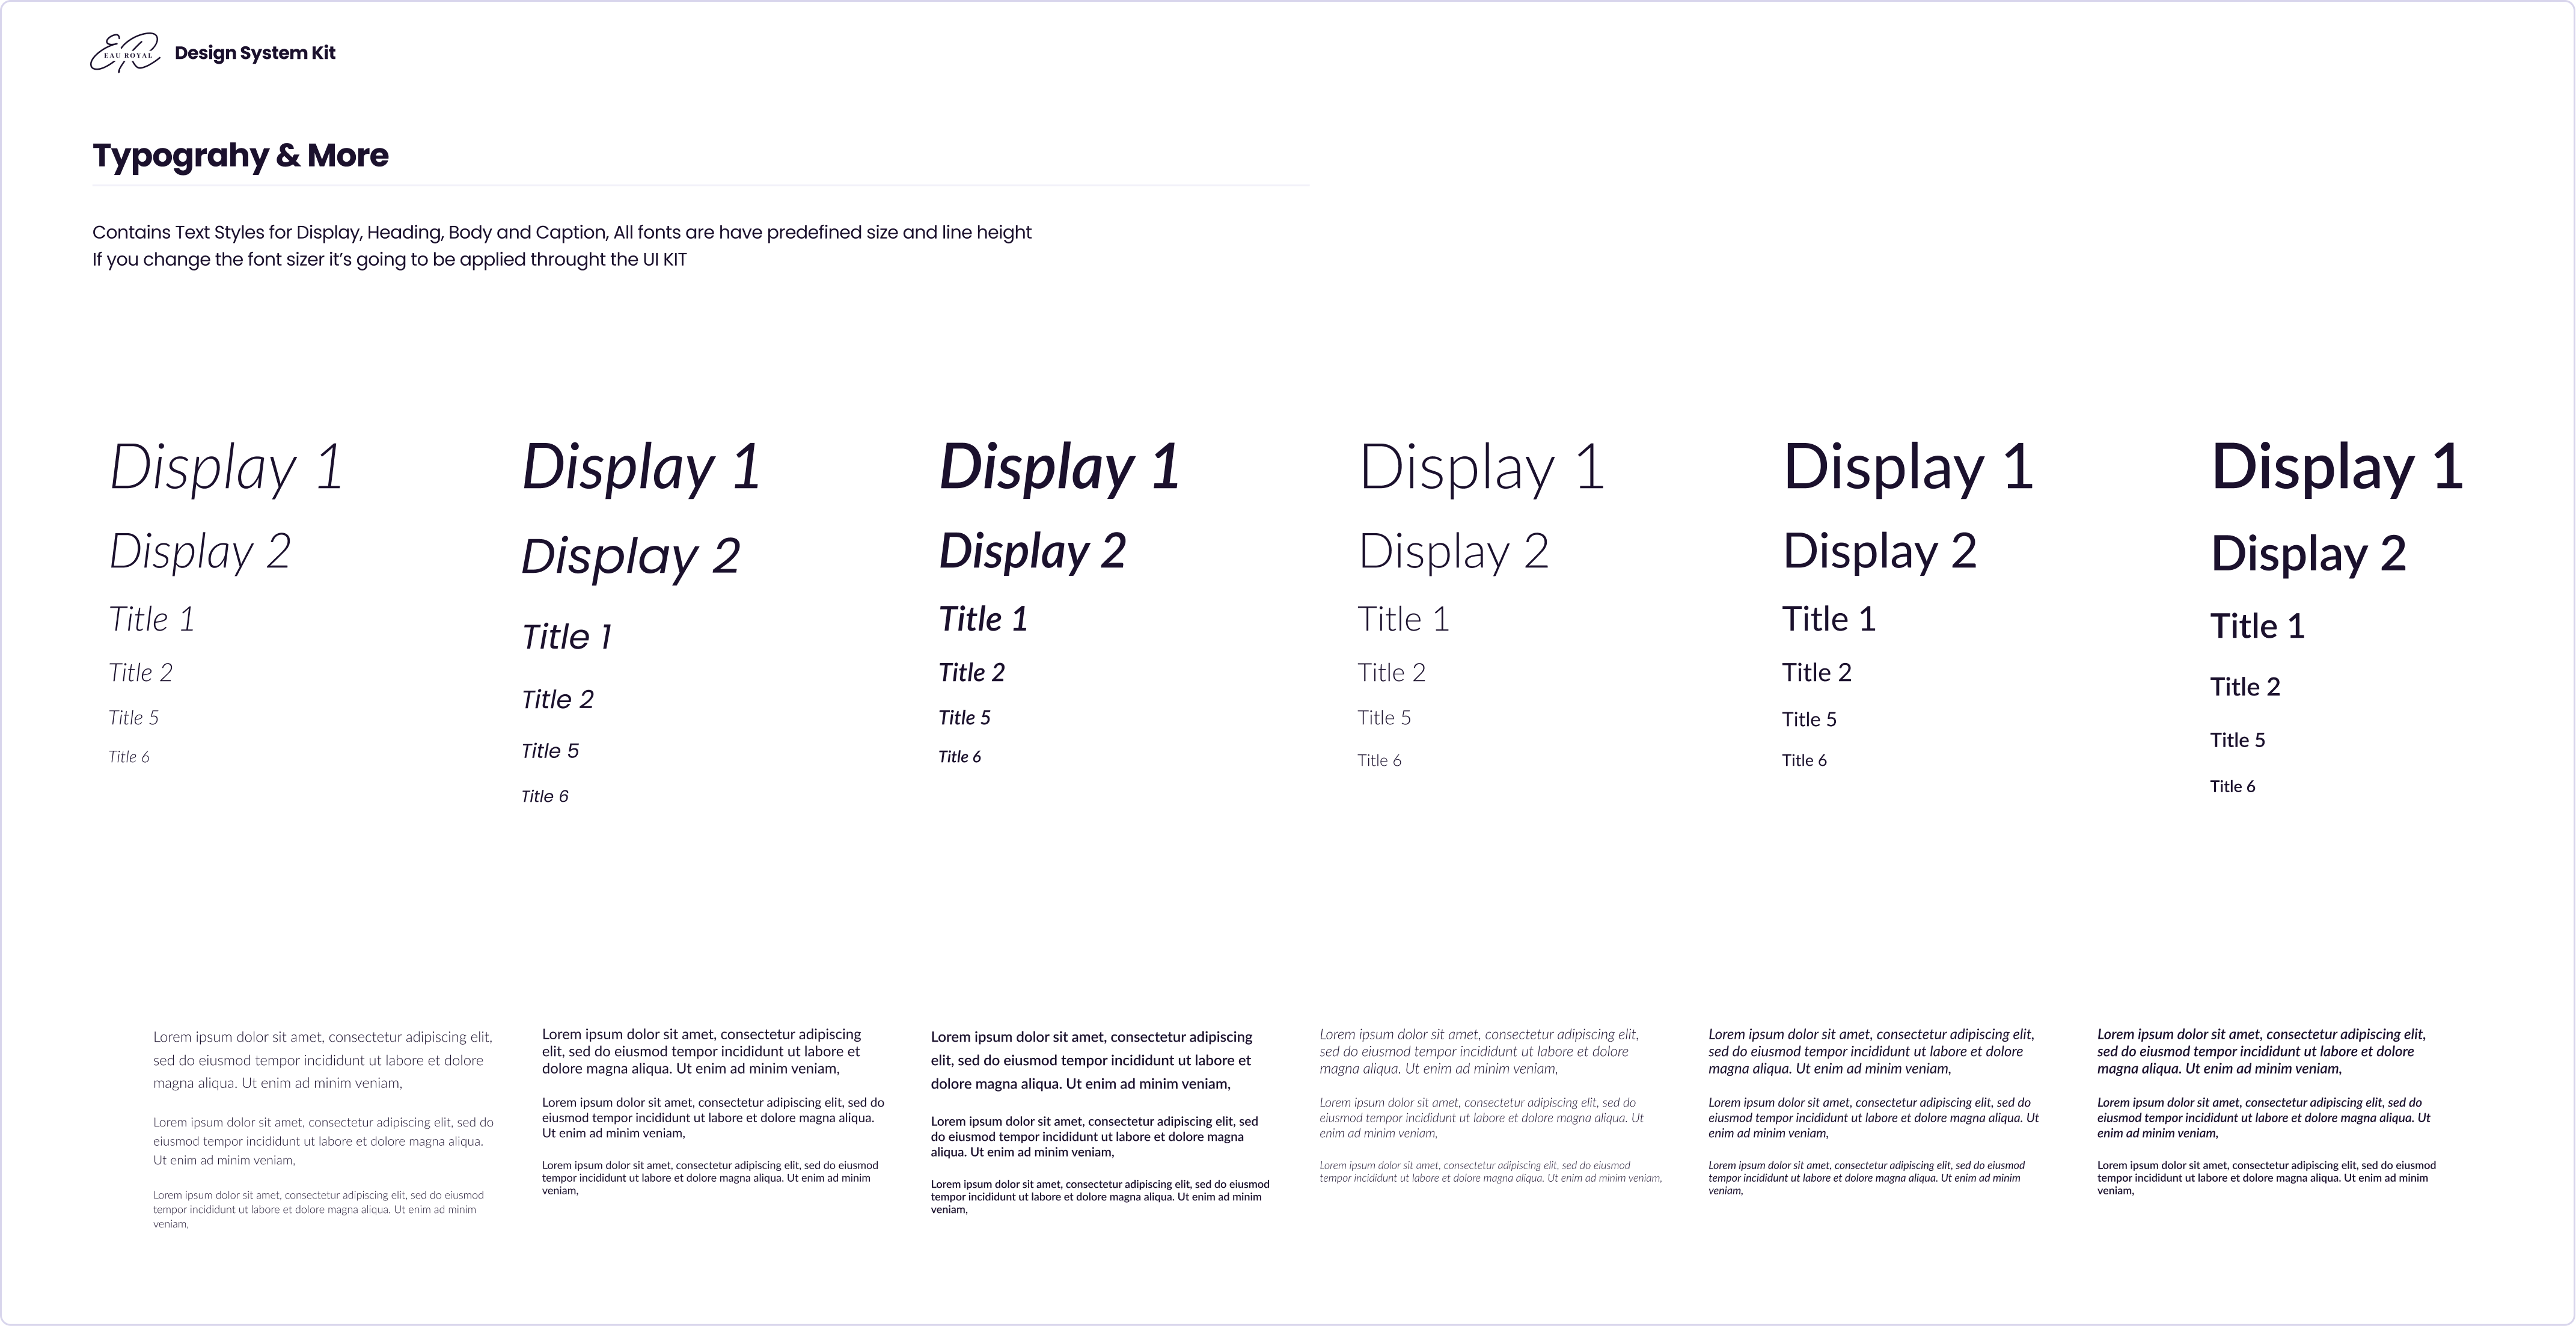 EAU ROYAL
Design System Kit
Typograhy & More
Contains Text Styles for Display, Heading, Body and Caption, All fonts are have predefined size and line height
If you change the font sizer it’s going to be applied throught the UI KIT
Display 1
Display 2
Title 1
Title 2
Title 5
Title 6
Display 1
Display 2
Title 1
Title 2
Title 5
Title 6
Display 1
Display 2
Title 1
Title 2
Title 5
Title 6
Display 1
Display 2
Title 1
Title 2
Title 5
Title 6
Display 1
Display 2
Title 1
Title 2
Title 5
Title 6
Display 1
Display 2
Title 1
Title 2
Title 5
Title 6
Lorem ipsum dolor sit amet, consectetur adipiscing elit,
sed do eiusmod tempor incididunt ut labore et dolore
magna aliqua. Ut enim ad minim veniam,
Lorem ipsum dolor sit amet, consectetur adipiscing elit, sed do
eiusmod tempor incididunt ut labore et dolore magna aliqua.
Ut enim ad minim veniam,
Lorem ipsum dolor sit amet, consectetur adipiscing elit, sed do eiusmod
tempor incididunt ut labore et dolore magna aliqua. Ut enim ad minim
veniam,
Lorem ipsum dolor sit amet, consectetur adipiscing
elit, sed do eiusmod tempor incididunt ut labore et
dolore magna aliqua. Ut enim ad minim veniam,
Lorem ipsum dolor sit amet, consectetur adipiscing elit, sed do
eiusmod tempor incididunt ut labore et dolore magna aliqua.
Ut enim ad minim veniam,
Lorem ipsum dolor sit amet, consectetur adipiscing elit, sed do eiusmod
tempor incididunt ut labore et dolore magna aliqua. Ut enim ad minim
veniam,
Lorem ipsum dolor sit amet, consectetur adipiscing
elit, sed do eiusmod tempor incididunt ut labore et
dolore magna aliqua. Ut enim ad minim veniam,
Lorem ipsum dolor sit amet, consectetur adipiscing elit, sed
do eiusmod tempor incididunt ut labore et dolore magna
aliqua. Ut enim ad minim veniam,
Lorem ipsum dolor sit amet, consectetur adipiscing elit, sed do eiusmod
tempor incididunt ut labore et dolore magna aliqua. Ut enim ad minim
veniam,
Lorem ipsum dolor sit amet, consectetur adipiscing elit,
sed do eiusmod tempor incididunt ut labore et dolore
magna aliqua. Ut enim ad minim veniam,
Lorem ipsum dolor sit amet, consectetur adipiscing elit, sed do
eiusmod tempor incididunt ut labore et dolore magna aliqua. Ut
enim ad minim veniam,
Lorem ipsum dolor sit amet, consectetur adipiscing elit, sed do eiusmod
tempor incididunt ut labore et dolore magna aliqua. Ut enim ad minim veniam,
Lorem ipsum dolor sit amet, consectetur adipiscing elit,
sed do eiusmod tempor incididunt ut labore et dolore
magna aliqua. Ut enim ad minim veniam,
Lorem ipsum dolor sit amet, consectetur adipiscing elit, sed do
eiusmod tempor incididunt ut labore et dolore magna aliqua. Ut
enim ad minim veniam,
Lorem ipsum dolor sit amet, consectetur adipiscing elit, sed do eiusmod
tempor incididunt ut labore et dolore magna aliqua. Ut enim ad minim
veniam,
Lorem ipsum dolor sit amet, consectetur adipiscing elit,
sed do eiusmod tempor incididunt ut labore et dolore
magna aliqua. Ut enim ad minim veniam,
Lorem ipsum dolor sit amet, consectetur adipiscing elit, sed do
eiusmod tempor incididunt ut labore et dolore magna aliqua. Ut
enim ad minim veniam,
Lorem ipsum dolor sit amet, consectetur adipiscing elit, sed do eiusmod
tempor incididunt ut labore et dolore magna aliqua. Ut enim ad minim
veniam,